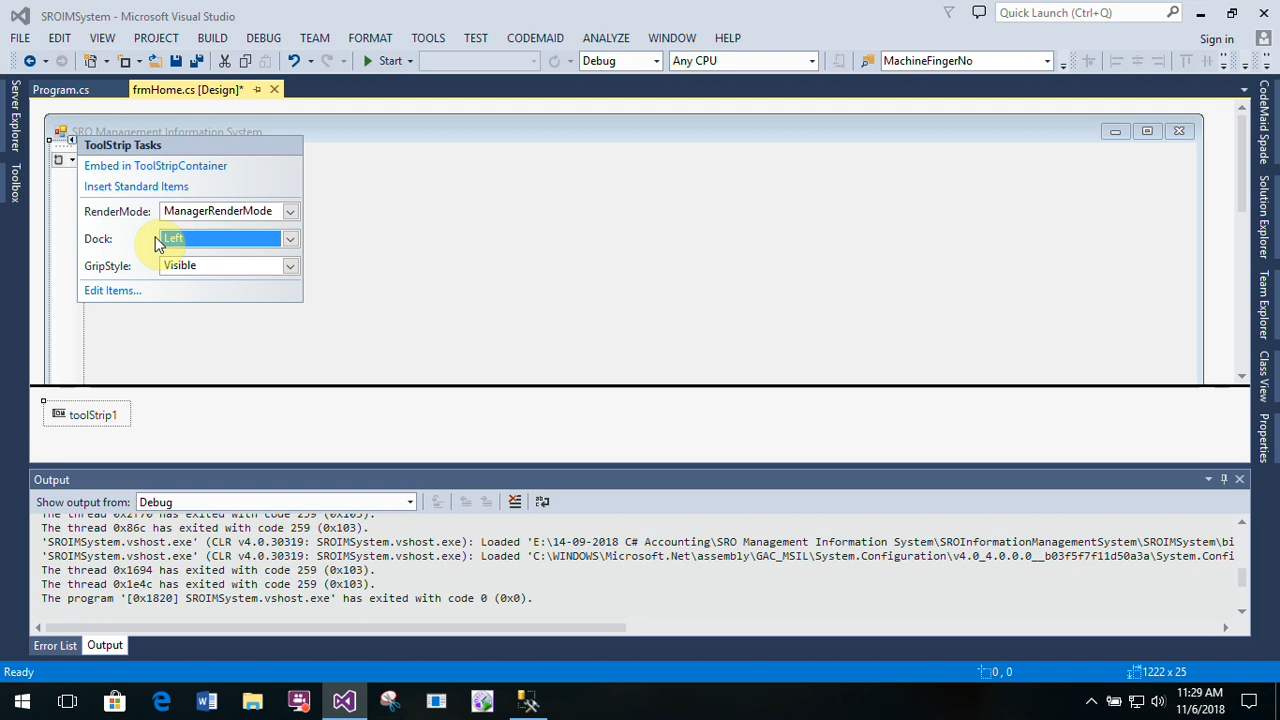 SROIMSystem - Microsoft Visual Studio
Quick Launch (Ctrl+Q)
FILE EDIT VIEW PROJECT BUILD DEBUG TEAM FORMAT TOOLS TEST CODEMAID ANALYZE WINDOW HELP
Sign in
Start
Debug
Any CPU
MachineFingerNo
Program.cs
frmHome.cs [Design]*
Server Explorer
Toolbox
SRO Management Information System
ToolStrip Tasks
Embed in ToolStripContainer
Insert Standard Items
RenderMode: ManagerRenderMode
Dock: Left
GripStyle: Visible
Edit Items...
CodeMaid Spade
Solution Explorer
Team Explorer
Class View
Properties
toolStrip1
Output
Show output from: Debug
The thread 0x2f70 has exited with code 259 (0x103).
The thread 0x86c has exited with code 259 (0x103).
'SROIMSystem.vshost.exe' (CLR v4.0.30319: SROIMSystem.vshost.exe): Loaded 'E:\14-09-2018 C# Accounting\SRO Management Information System\SROInformationManagementSystem\SROIMSystem\bi
'SROIMSystem.vshost.exe' (CLR v4.0.30319: SROIMSystem.vshost.exe): Loaded 'C:\WINDOWS\Microsoft.Net\assembly\GAC_MSIL\System.Configuration\v4.0_4.0.0.0__b03f5f7f11d50a3a\System.Confi
The thread 0x1694 has exited with code 259 (0x103).
The thread 0x1e4c has exited with code 259 (0x103).
The program '[0x1820] SROIMSystem.vshost.exe' has exited with code 0 (0x0).
Error List
Output
Ready
0 , 0
1222 x 25
11:29 AM
11/6/2018